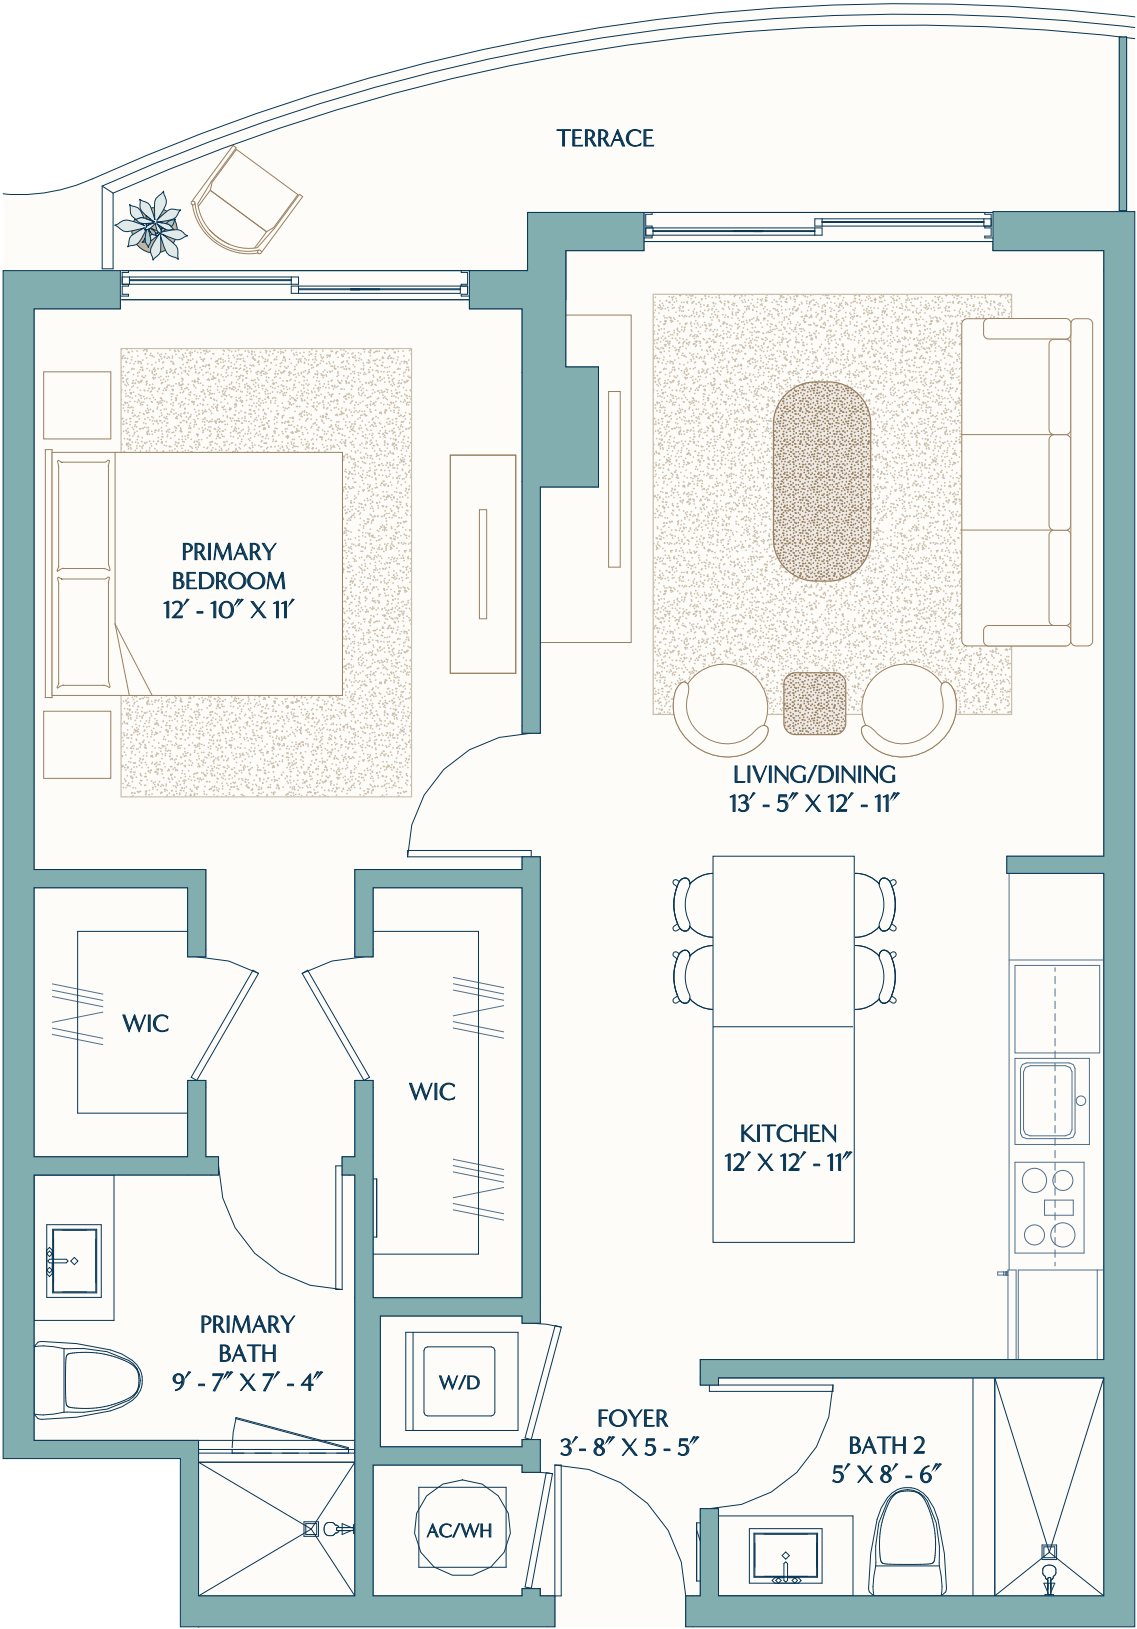 TERRACE
PRIMARY
BEDROOM
12′ - 10″ X 11′
LIVING/DINING
13′ - 5″ X 12′ - 11″
WIC
WIC
KITCHEN
12′ X 12′ - 11″
PRIMARY
BATH
9′ - 7″ X 7′ - 4″
W/D
FOYER
3′- 8″ X 5 - 5″
BATH 2
5′ X 8′ - 6″
AC/WH